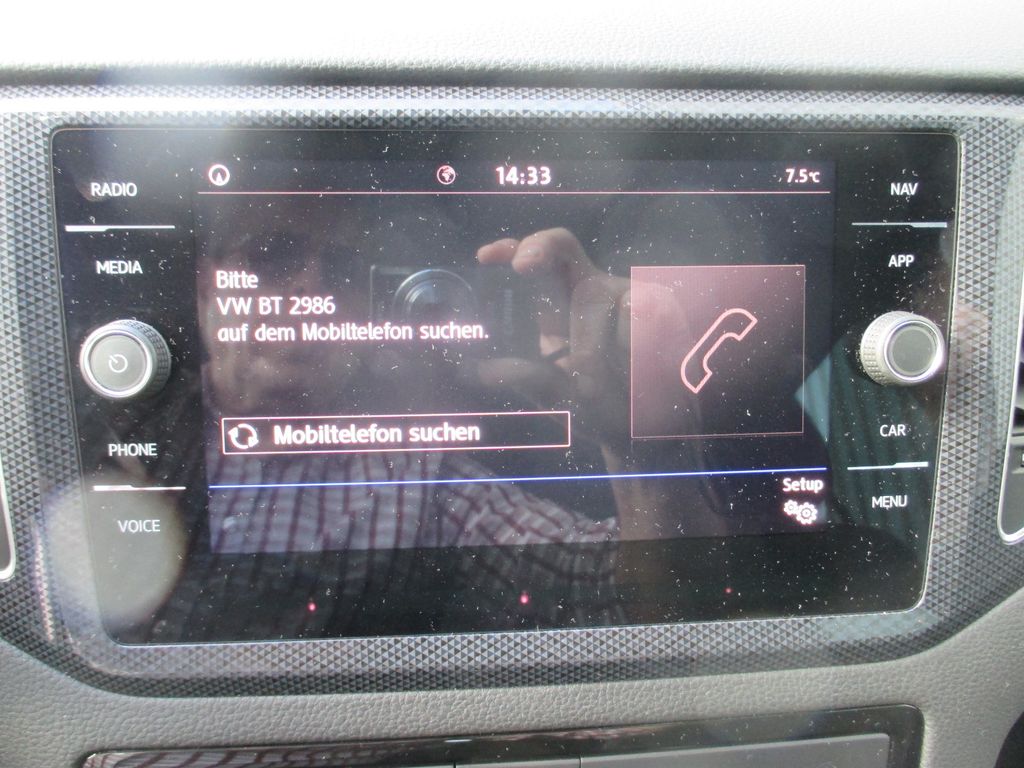 14:33
7.5°C
RADIO
MEDIA
PHONE
VOICE
Bitte
VW BT 2986
auf dem Mobiltelefon suchen.
Mobiltelefon suchen
Setup
NAV
APP
CAR
MENU